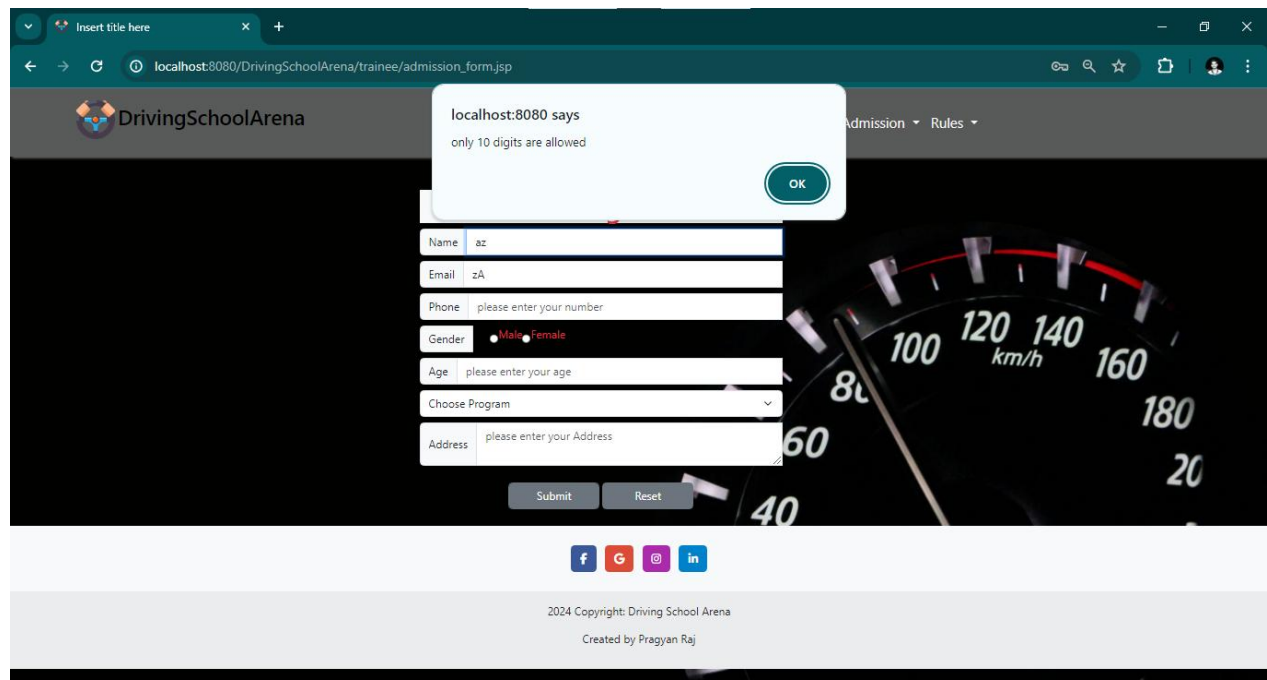 Insert title here
localhost:8080/DrivingSchoolArena/trainee/admission_form.jsp
DrivingSchoolArena
Admission Rules
localhost:8080 says
only 10 digits are allowed
OK
Name az
Email zA
Phone please enter your number
Gender Male Female
Age please enter your age
Choose Program
Address please enter your Address
Submit Reset
40
60
80
100
120
km/h
140
160
180
20
f G in
2024 Copyright: Driving School Arena
Created by Pragyan Raj